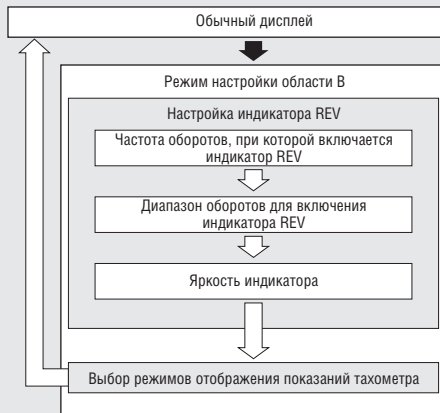 Обычный дисплей
Режим настройки области B
Настройка индикатора REV
Частота оборотов, при которой включается
индикатор REV
Диапазон оборотов для включения
индикатора REV
Яркость индикатора
Выбор режимов отображения показаний тахометра